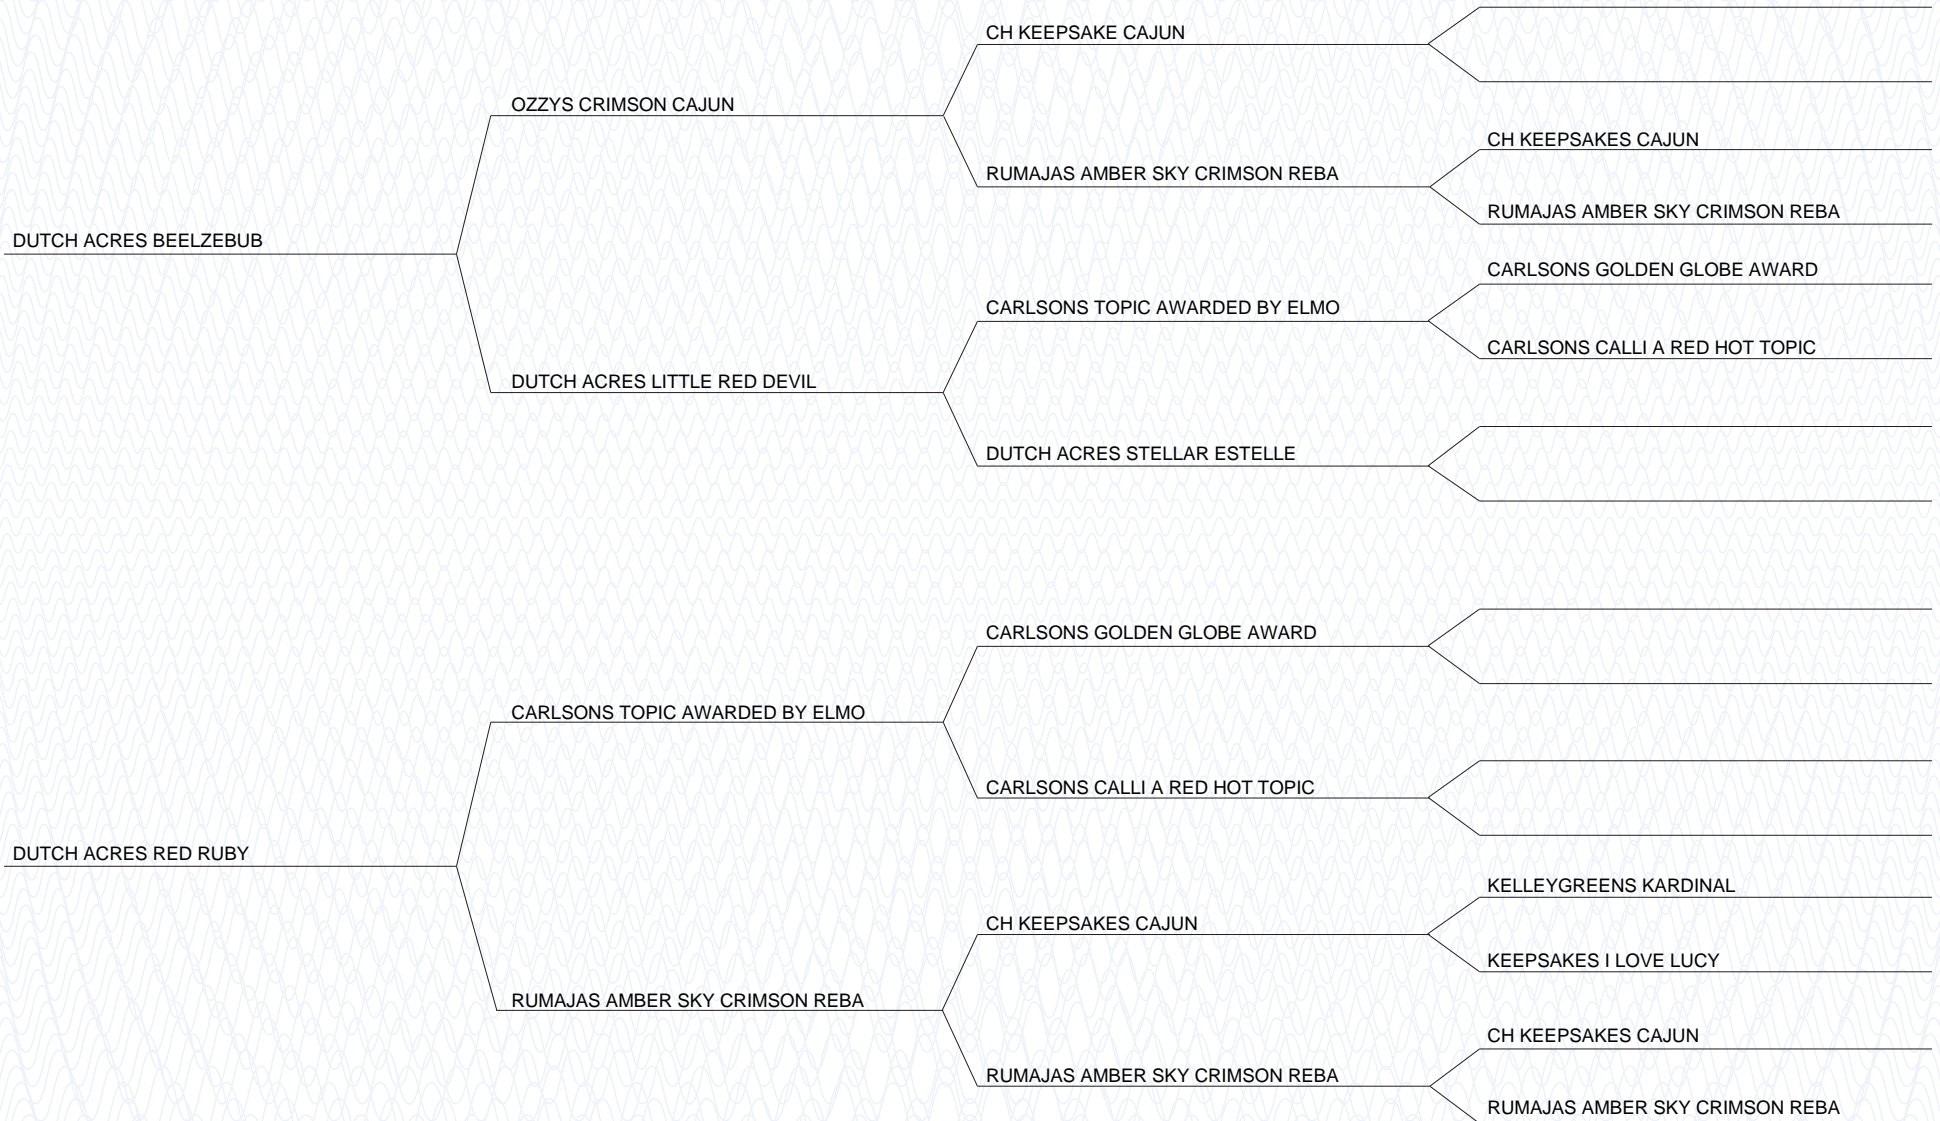 CH KEEPSAKE CAJUN
OZZYS CRIMSON CAJUN
CH KEEPSAKES CAJUN
RUMAJAS AMBER SKY CRIMSON REBA
RUMAJAS AMBER SKY CRIMSON REBA
DUTCH ACRES BEELZEBUB
CARLSONS GOLDEN GLOBE AWARD
CARLSONS TOPIC AWARDED BY ELMO
CARLSONS CALLI A RED HOT TOPIC
DUTCH ACRES LITTLE RED DEVIL
DUTCH ACRES STELLAR ESTELLE
CARLSONS GOLDEN GLOBE AWARD
CARLSONS TOPIC AWARDED BY ELMO
CARLSONS CALLI A RED HOT TOPIC
DUTCH ACRES RED RUBY
KELLEYGREENS KARDINAL
CH KEEPSAKES CAJUN
KEEPSAKES I LOVE LUCY
RUMAJAS AMBER SKY CRIMSON REBA
CH KEEPSAKES CAJUN
RUMAJAS AMBER SKY CRIMSON REBA
RUMAJAS AMBER SKY CRIMSON REBA